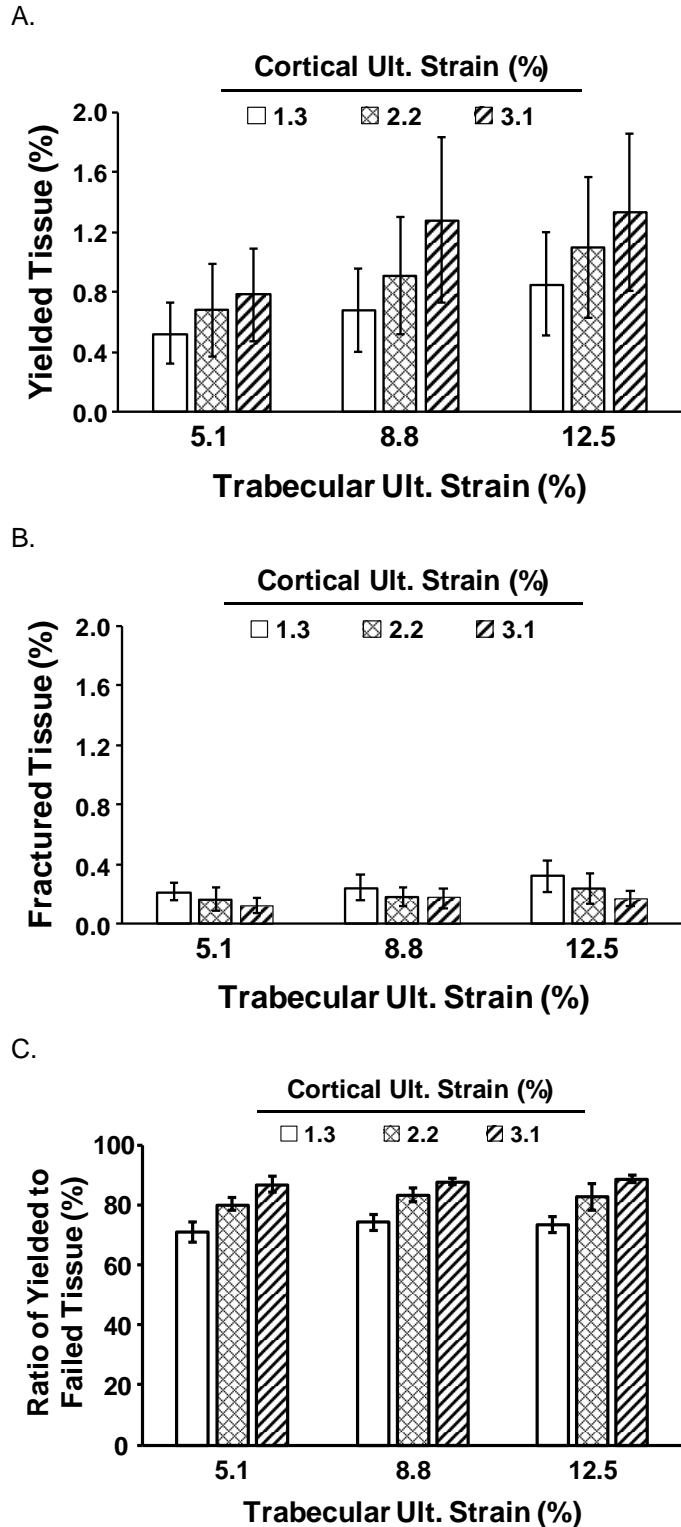 A.
Cortical Ult. Strain (%)
1.3 2.2 3.1
Yielded Tissue (%)
2.0
1.6
1.2
0.8
0.4
0.0
5.1 8.8 12.5
Trabecular Ult. Strain (%)
B.
Cortical Ult. Strain (%)
1.3 2.2 3.1
Fractured Tissue (%)
2.0
1.6
1.2
0.8
0.4
0.0
5.1 8.8 12.5
Trabecular Ult. Strain (%)
C.
Cortical Ult. Strain (%)
1.3 2.2 3.1
Ratio of Yielded to
Failed Tissue (%)
100
80
60
40
20
0
5.1 8.8 12.5
Trabecular Ult. Strain (%)